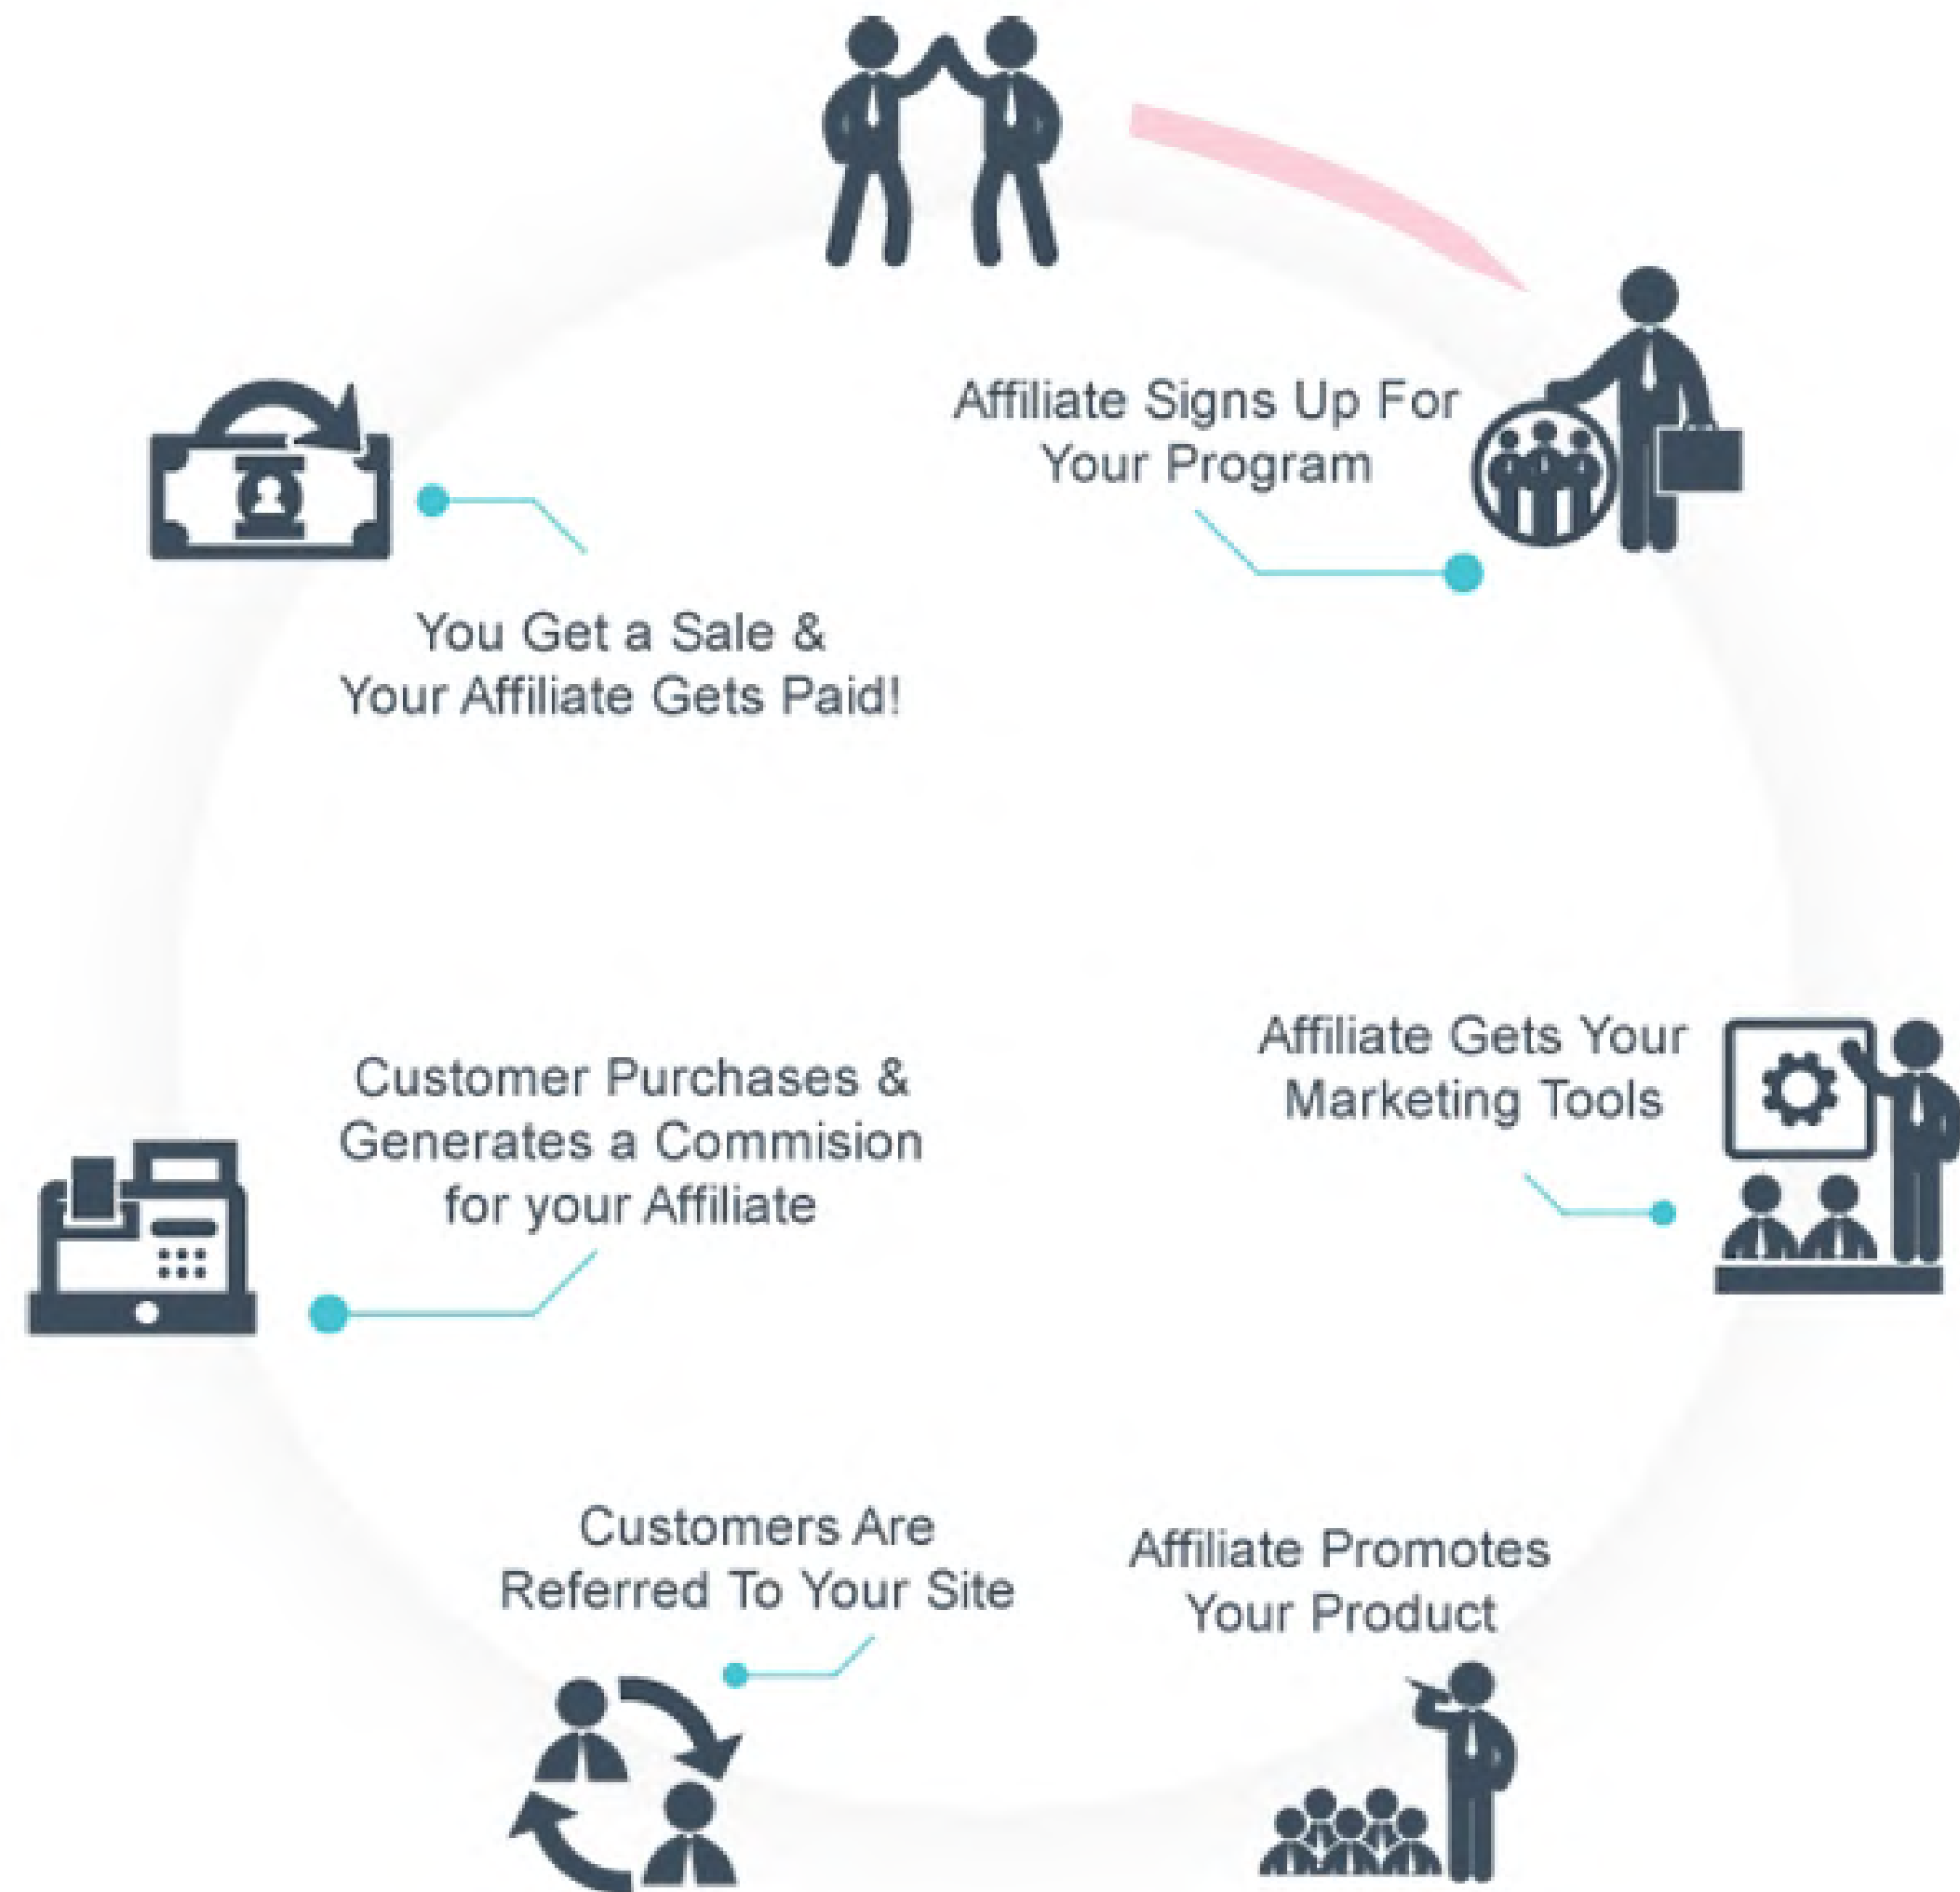 Affiliate Signs Up For
Your Program
Affiliate Gets Your
Marketing Tools
Affiliate Promotes
Your Product
Customers Are
Referred To Your Site
Customer Purchases &
Generates a Commision
for your Affiliate
You Get a Sale &
Your Affiliate Gets Paid!